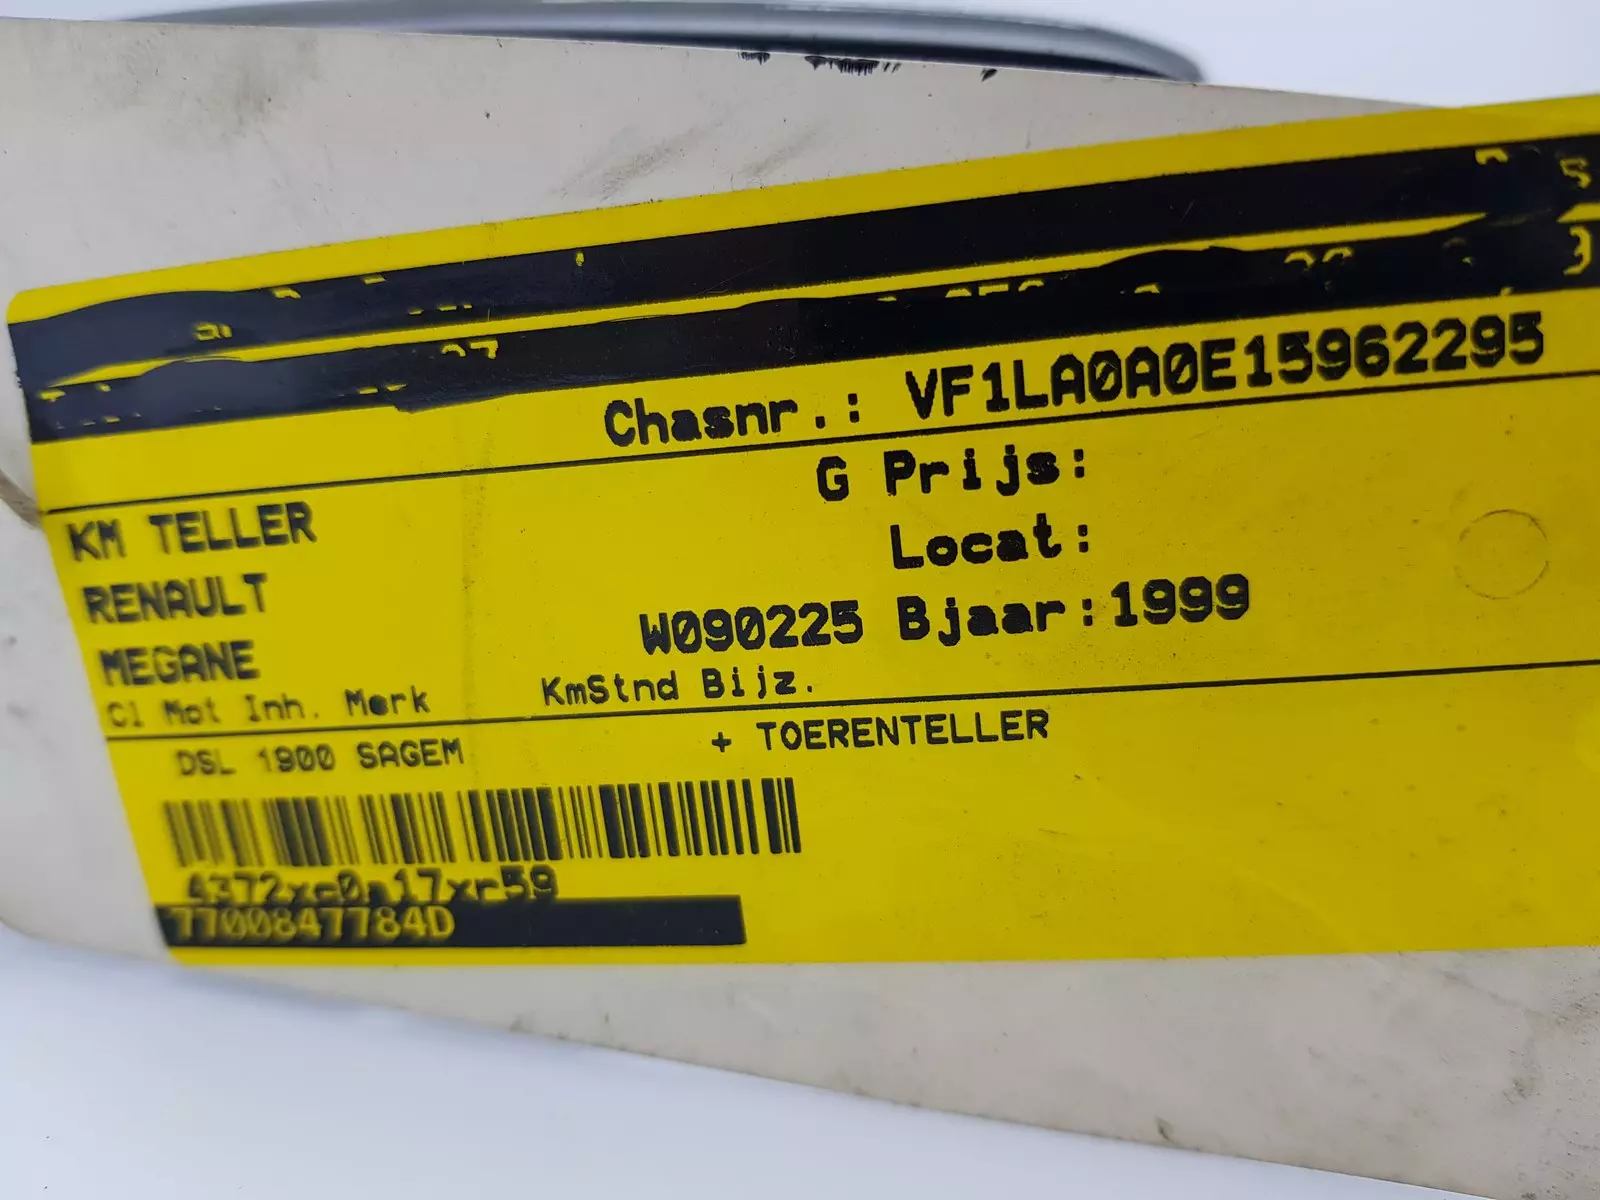 Chasnr.: VF1LA0A0E15962295
G Prijs:
KM TELLER
Locat:
RENAULT
W090225 Bjaar:1999
MEGANE
Cl Mot Inh. Merk KmStnd Bijz.
DSL 1900 SAGEM + TOERENTELLER
7700847784D